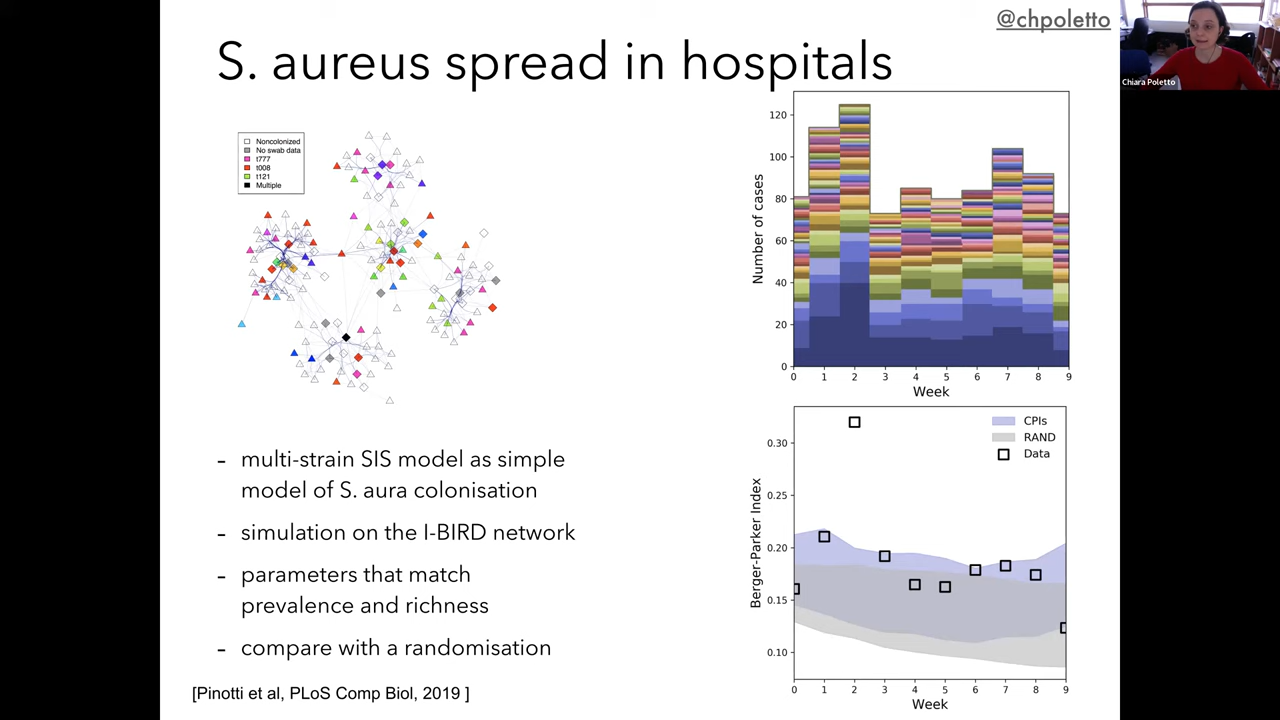 @chpoletto
S. aureus spread in hospitals
Chiara Poletto
Noncolonized
No swab data
t777
t008
t121
Multiple
Number of cases
120
100
80
60
40
20
0
0 1 2 3 4 5 6 7 8 9
Week
- multi-strain SIS model as simple
model of S. aura colonisation
- simulation on the I-BIRD network
- parameters that match
prevalence and richness
- compare with a randomisation
[Pinotti et al, PLoS Comp Biol, 2019 ]
CPIs
RAND
Data
Berger-Parker Index
0.30
0.25
0.20
0.15
0.10
0 1 2 3 4 5 6 7 8 9
Week